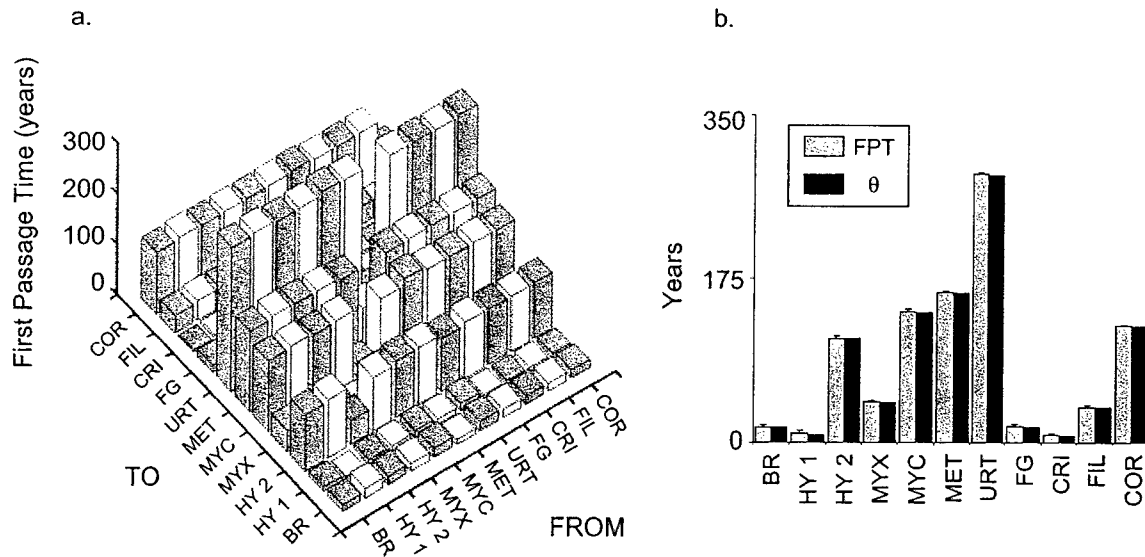 a.
First Passage Time (years)
300
200
100
0
COR
FIL
CRI
FG
URT
MET
MYC
MYX
HY 2
HY 1
BR
TO
BR
HY 1
HY 2
MYX
MYC
MET
URT
FG
CRI
FIL
COR
FROM
b.
Years
350
175
0
FPT
θ
BR
HY 1
HY 2
MYX
MYC
MET
URT
FG
CRI
FIL
COR